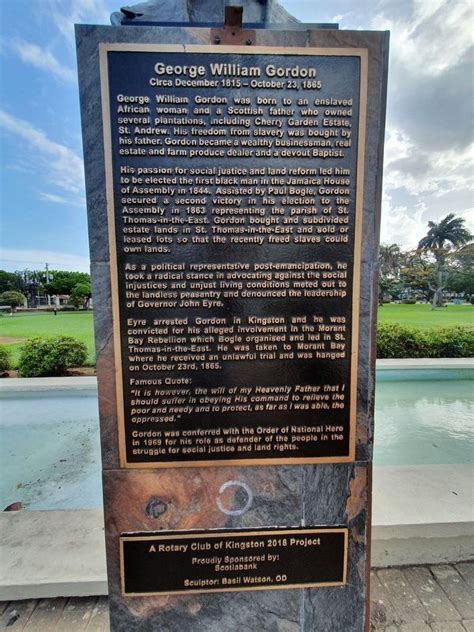 George William Gordon
Circa December 1815 – October 23, 1865
George William Gordon was born to an enslaved
African woman and a Scottish father who owned
several plantations, including Cherry Garden Estate,
St. Andrew. His freedom from slavery was bought by
his father. Gordon became a wealthy businessman, real
estate and farm produce dealer and a devout Baptist.
His passion for social justice and land reform led him
to be elected the first black man in the Jamaica House
of Assembly in 1844. Assisted by Paul Bogle, Gordon
secured a second victory in his election to the
Assembly in 1863 representing the parish of St.
Thomas-in-the-East. Gordon bought and subdivided
estate lands in St. Thomas-in-the-East and sold or
leased lots so that the recently freed slaves could
own lands.
As a political representative post-emancipation, he
took a radical stance in advocating against the social
injustices and unjust living conditions meted out to
the landless peasantry and denounced the leadership
of Governor John Eyre.
Eyre arrested Gordon in Kingston and he was
convicted for his alleged involvement in the Morant
Bay Rebellion which Bogle organised and led in St.
Thomas-in-the-East. He was taken to Morant Bay
where he received an unlawful trial and was hanged
on October 23rd, 1865.
Famous Quote:
"It is however, the will of my Heavenly Father that I
should suffer in obeying His command to relieve the
poor and needy and to protect, as far as I was able, the
oppressed."
Gordon was conferred with the Order of National Hero
in 1969 for his role as defender of the people in the
struggle for social justice and land rights.
A Rotary Club of Kingston 2018 Project
Proudly Sponsored by:
Scotiabank
Sculptor: Basil Watson, OD